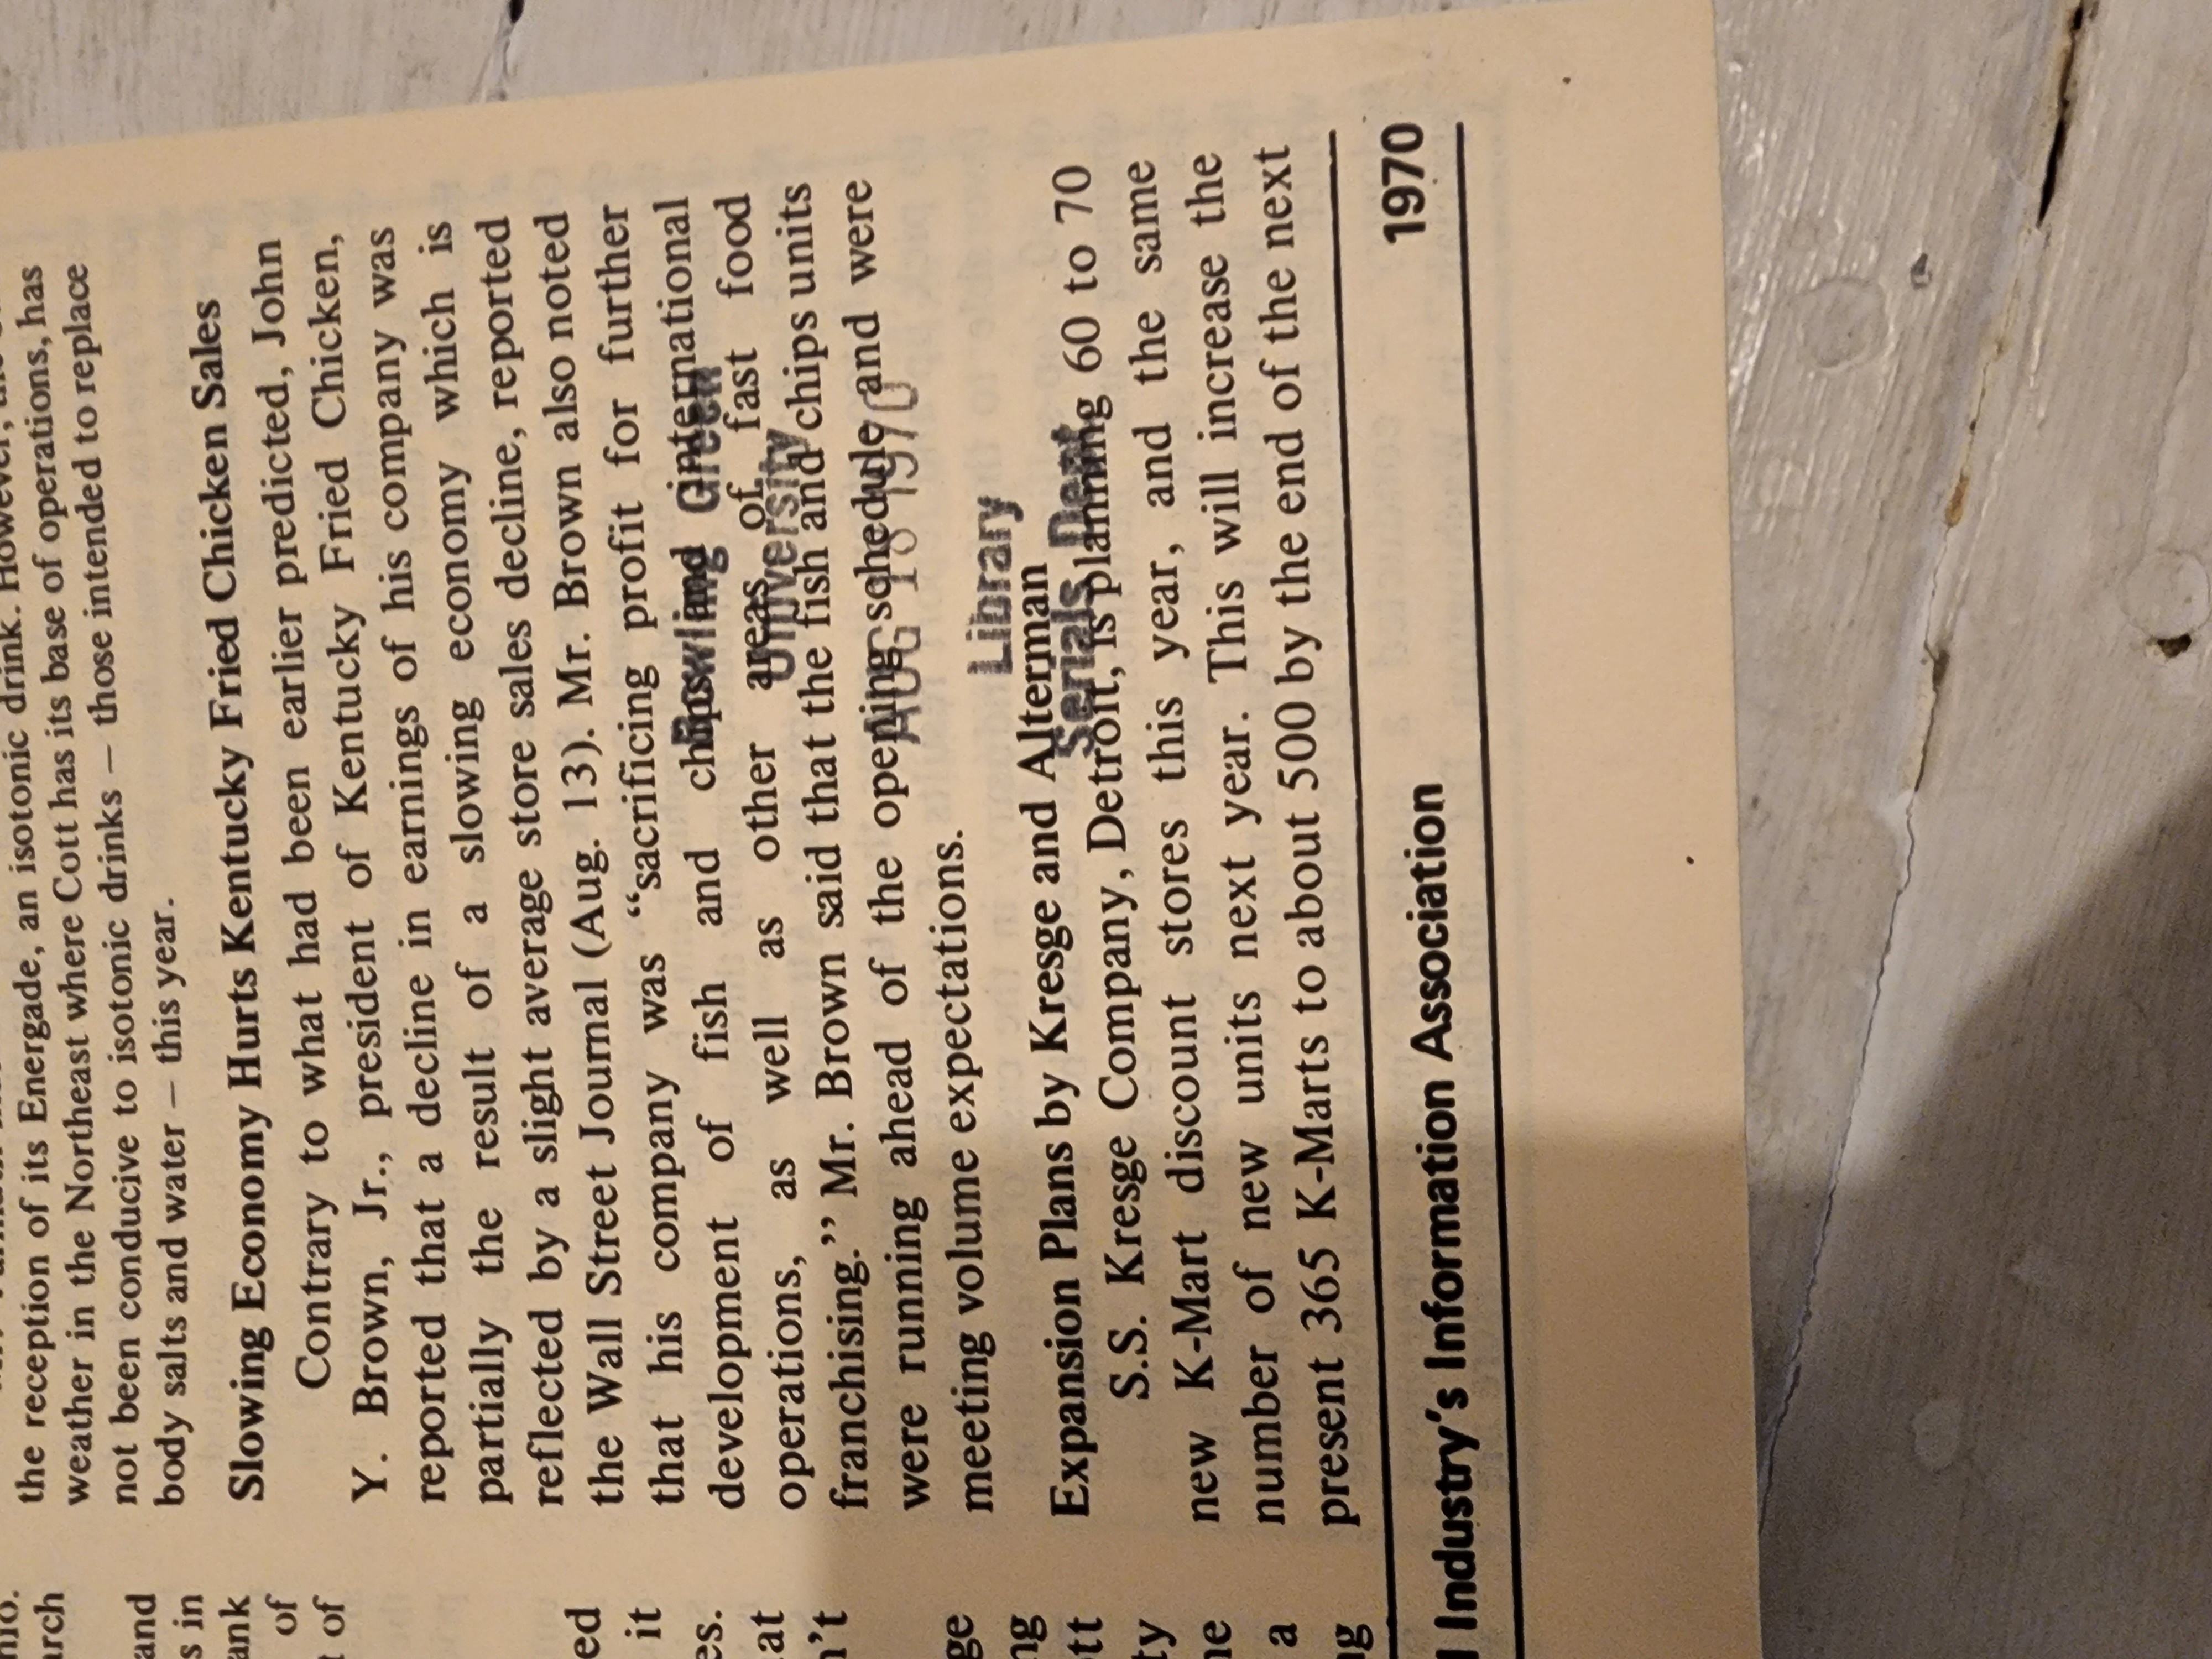 the reception of its Energade, an isotonic drink. However,
weather in the Northeast where Cott has its base of operations, has
not been conducive to isotonic drinks – those intended to replace
body salts and water – this year.
Slowing Economy Hurts Kentucky Fried Chicken Sales
Contrary to what had been earlier predicted, John
Y. Brown, Jr., president of Kentucky Fried Chicken,
reported that a decline in earnings of his company was
partially the result of a slowing economy which is
reflected by a slight average store sales decline, reported
the Wall Street Journal (Aug. 13). Mr. Brown also noted
that his company was “sacrificing profit for further
development of fish and chips and international
operations, as well as other areas of fast food
franchising.” Mr. Brown said that the fish and chips units
were running ahead of the opening schedule and were
meeting volume expectations.
Bowling Green
University
AUG 18 1970
Library
Serials Dept
Expansion Plans by Kresge and Alterman
S.S. Kresge Company, Detroit, is planning 60 to 70
new K-Mart discount stores this year, and the same
number of new units next year. This will increase the
present 365 K-Marts to about 500 by the end of the next
Industry's Information Association 1970